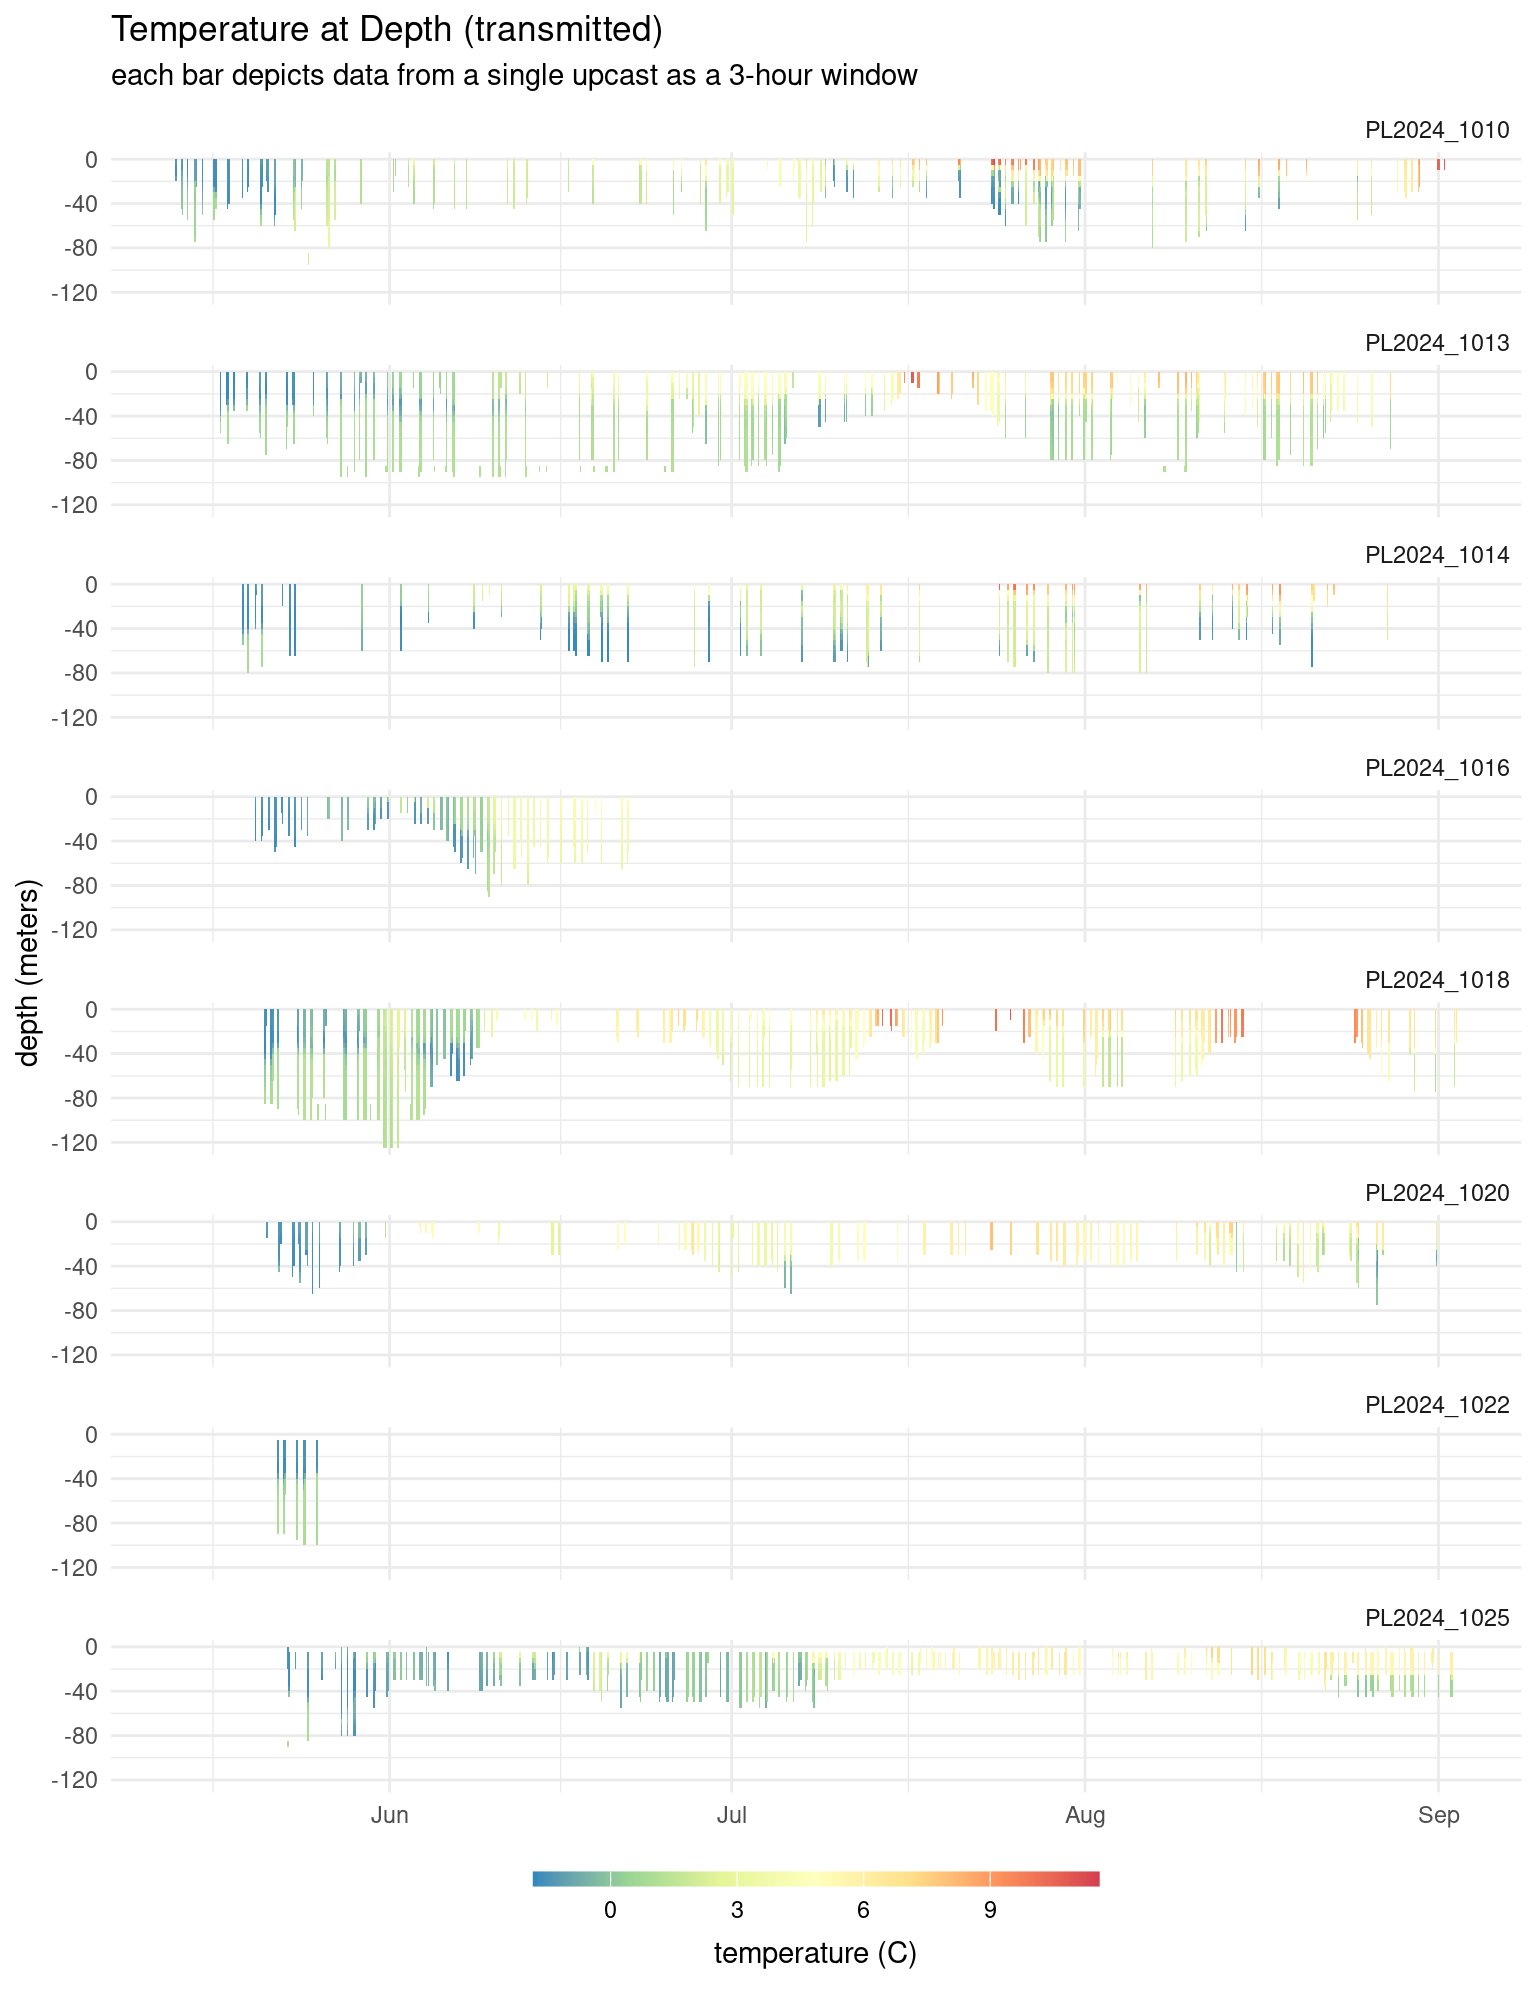 Temperature at Depth (transmitted)
each bar depicts data from a single upcast as a 3-hour window
PL2024_1010
0
-40
-80
-120
PL2024_1013
0
-40
-80
-120
PL2024_1014
0
-40
-80
-120
PL2024_1016
0
-40
-80
-120
depth (meters)
PL2024_1018
0
-40
-80
-120
PL2024_1020
0
-40
-80
-120
PL2024_1022
0
-40
-80
-120
PL2024_1025
0
-40
-80
-120
Jun Jul Aug Sep
0 3 6 9
temperature (C)